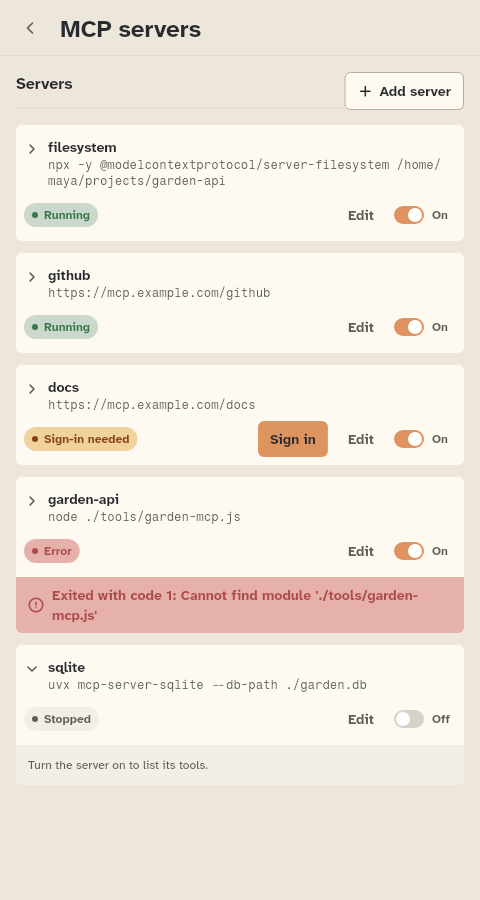 MCP servers
Servers
Add server
filesystem
npx -y @modelcontextprotocol/server-filesystem /home/
maya/projects/garden-api
Running
Edit
On
github
https://mcp.example.com/github
Running
Edit
On
docs
https://mcp.example.com/docs
Sign-in needed
Sign in
Edit
On
garden-api
node ./tools/garden-mcp.js
Error
Edit
On
Exited with code 1: Cannot find module './tools/garden-
mcp.js'
sqlite
uvx mcp-server-sqlite --db-path ./garden.db
Stopped
Edit
Off
Turn the server on to list its tools.